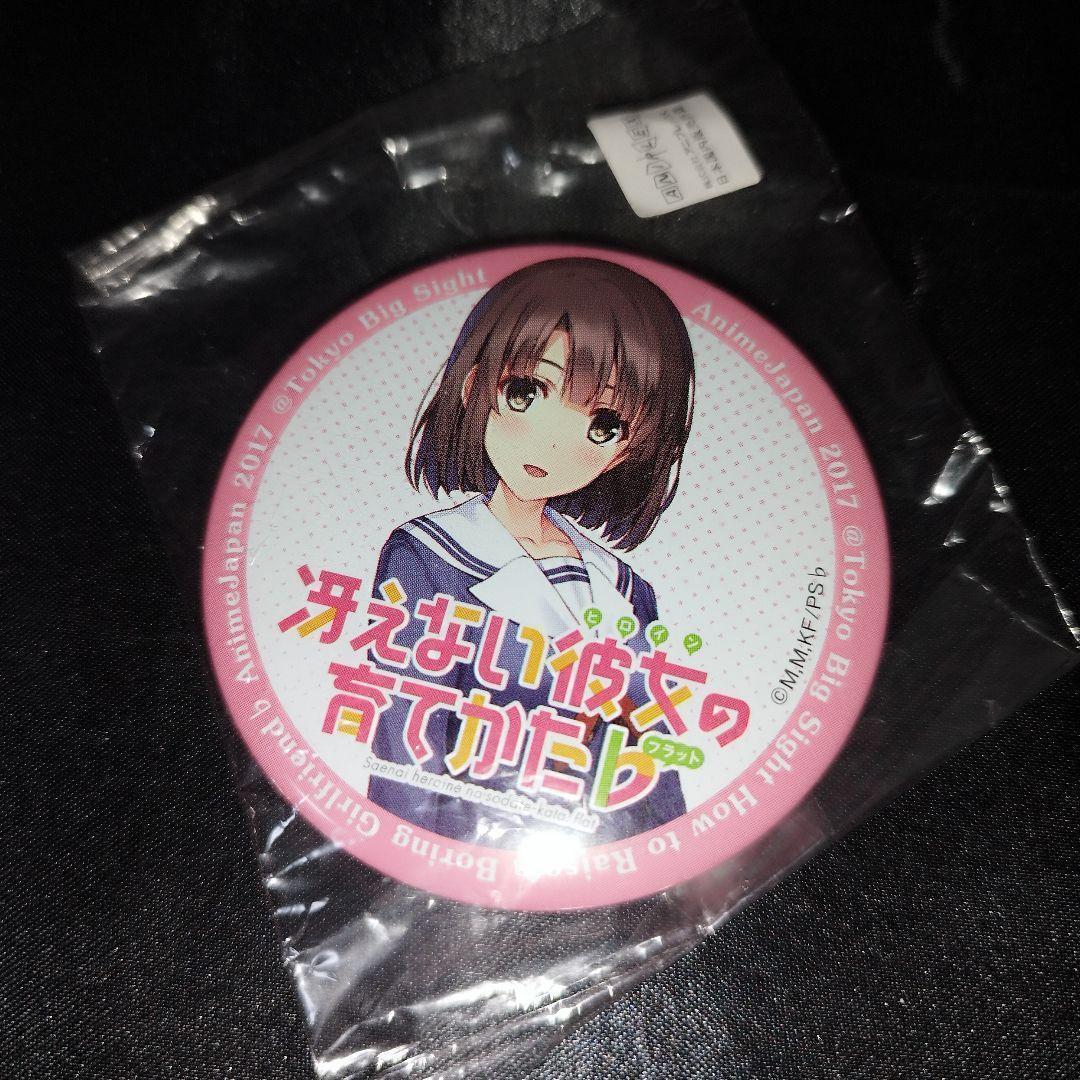 AnimeJapan 2017 @Tokyo Big Sight
AnimeJapan 2017 @Tokyo Big Sight
How to Raise a Boring Girlfriend♭
冴えない彼女の
ヒロイン
育てかた♭
フラット
Saenai heroine no sodate-kata. flat
©M,M,KF/PS♭